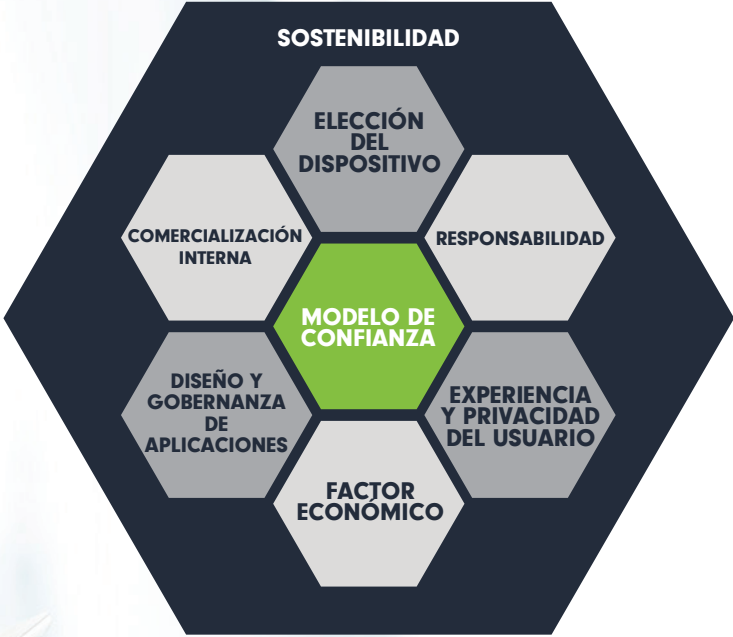 SOSTENIBILIDAD
ELECCIÓN
DEL
DISPOSITIVO
COMERCIALIZACIÓN
INTERNA
RESPONSABILIDAD
MODELO DE
CONFIANZA
DISEÑO Y
GOBERNANZA
DE
APLICACIONES
EXPERIENCIA
Y PRIVACIDAD
DEL USUARIO
FACTOR
ECONÓMICO